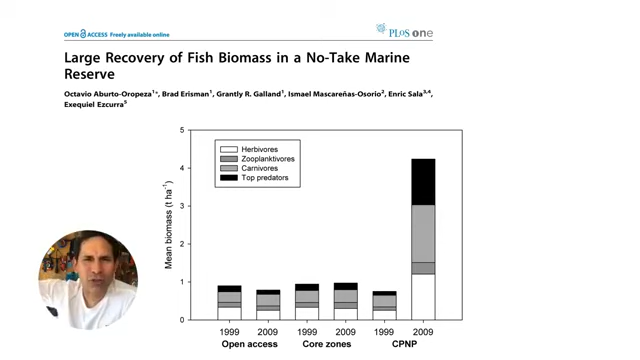 OPEN ACCESS Freely available online
PLoS one
Large Recovery of Fish Biomass in a No-Take Marine
Reserve
Octavio Aburto-Oropeza1*, Brad Erisman1, Grantly R. Galland1, Ismael Mascareñas-Osorio2, Enric Sala3,4,
Exequiel Ezcurra5
Mean biomass (t ha-1)
5
4
3
2
1
0
Herbivores
Zooplanktivores
Carnivores
Top predators
1999 2009 1999 2009 1999 2009
Open access Core zones CPNP